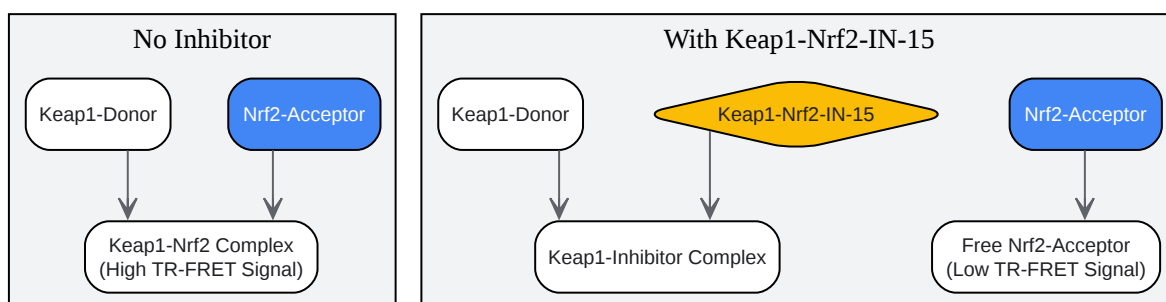 No Inhibitor
Keap1-Donor
Nrf2-Acceptor
Keap1-Nrf2 Complex
(High TR-FRET Signal)
With Keap1-Nrf2-IN-15
Keap1-Donor
Keap1-Nrf2-IN-15
Nrf2-Acceptor
Keap1-Inhibitor Complex
Free Nrf2-Acceptor
(Low TR-FRET Signal)